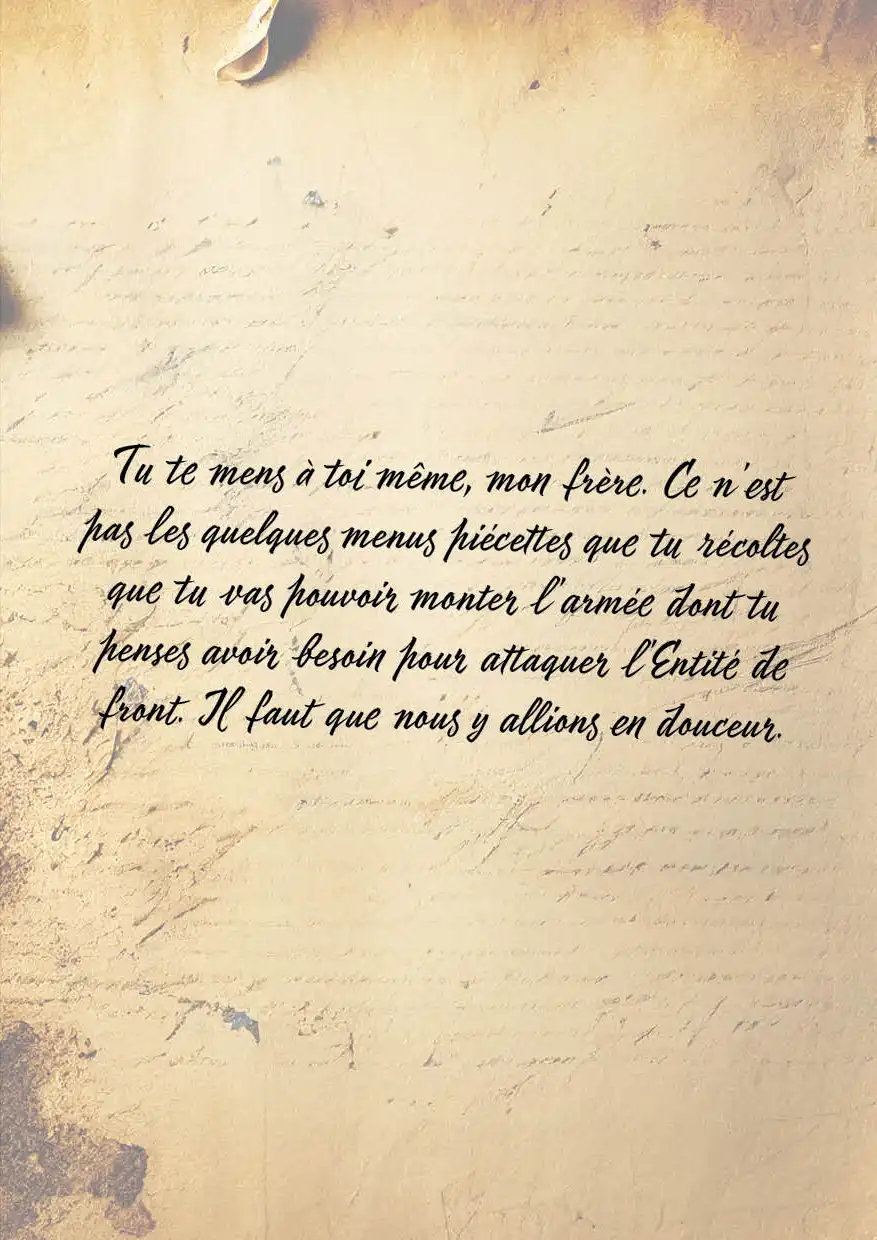 Tu te mens à toi même, mon frère. Ce n'est
pas les quelques menus piécettes que tu récoltes
que tu vas pouvoir monter l'armée dont tu
penses avoir besoin pour attaquer l'Entité de
front. Il faut que nous y allions en douceur.